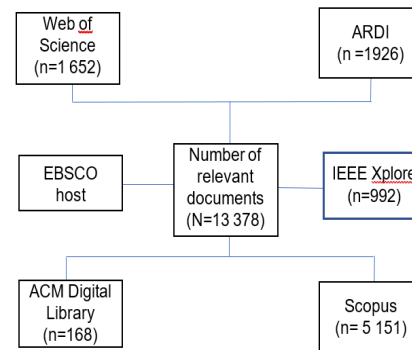 Web of
Science
(n=1 652)
ARDI
(n =1926)
EBSCO
host
Number of
relevant
documents
(N=13 378)
IEEE Xplore
(n=992)
ACM Digital
Library
(n=168)
Scopus
(n= 5 151)